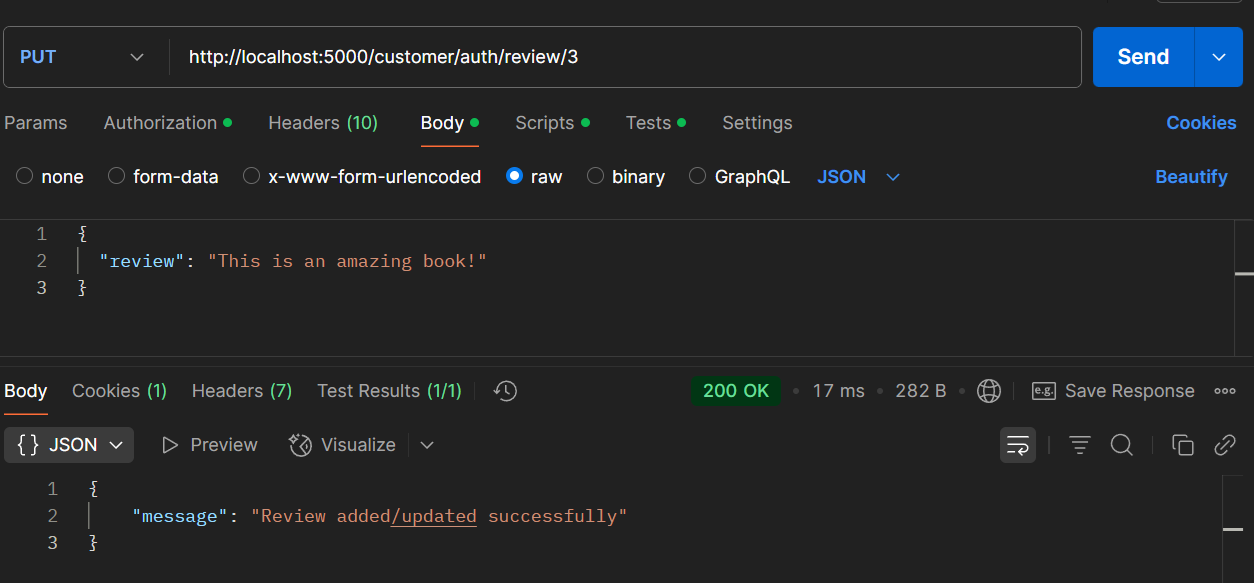 PUT http://localhost:5000/customer/auth/review/3 Send
Params Authorization Headers (10) Body Scripts Tests Settings Cookies
none form-data x-www-form-urlencoded raw binary GraphQL JSON Beautify
1 {
2 "review": "This is an amazing book!"
3 }
Body Cookies (1) Headers (7) Test Results (1/1) 200 OK 17 ms 282 B e.g. Save Response
{} JSON Preview Visualize
1 {
2 "message": "Review added/updated successfully"
3 }